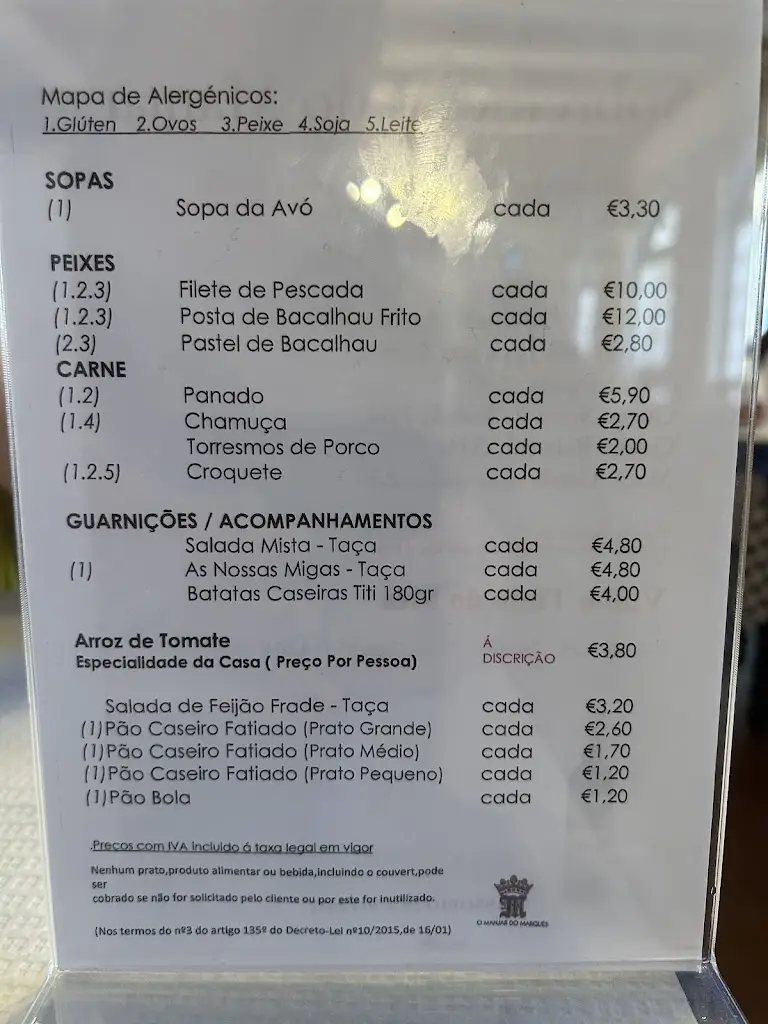 Mapa de Alergénicos:
1.Glúten 2.Ovos 3.Peixe 4.Soja 5.Leite
SOPAS
(1) Sopa da Avó cada €3,30
PEIXES
(1.2.3) Filete de Pescada cada €10,00
(1.2.3) Posta de Bacalhau Frito cada €12,00
(2.3) Pastel de Bacalhau cada €2,80
CARNE
(1.2) Panado cada €5,90
(1.4) Chamuça cada €2,70
Torresmos de Porco cada €2,00
(1.2.5) Croquete cada €2,70
GUARNIÇÕES / ACOMPANHAMENTOS
Salada Mista - Taça cada €4,80
(1) As Nossas Migas - Taça cada €4,80
Batatas Caseiras Titi 180gr cada €4,00
Arroz de Tomate
Especialidade da Casa ( Preço Por Pessoa)
Á
DISCRIÇÃO
€3,80
Salada de Feijão Frade - Taça cada €3,20
(1)Pão Caseiro Fatiado (Prato Grande) cada €2,60
(1)Pão Caseiro Fatiado (Prato Médio) cada €1,70
(1)Pão Caseiro Fatiado (Prato Pequeno) cada €1,20
(1)Pão Bola cada €1,20
.Preços com IVA incluido ó taxa legal em vigor
Nenhum prato,produto alimentar ou bebida,incluindo o couvert,pode
ser
cobrado se não for solicitado pelo cliente ou por este for inutilizado.
O MANJAR DO MARQUÊS
(Nos termos do nº3 do artigo 135º do Decreto-Lei nº10/2015,de 16/01)